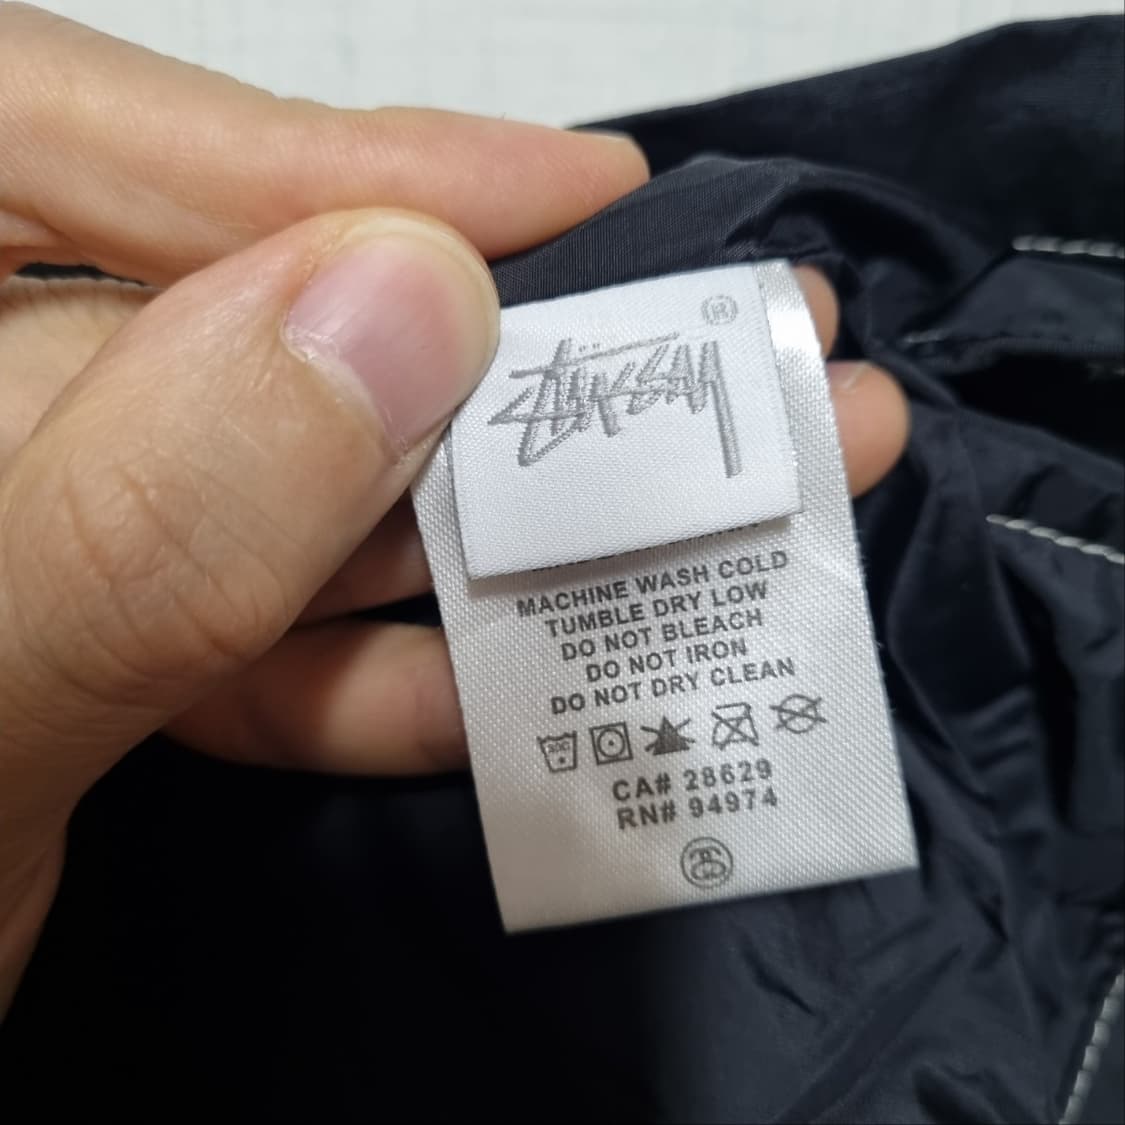 STÜSSY ®
MACHINE WASH COLD
TUMBLE DRY LOW
DO NOT BLEACH
DO NOT IRON
DO NOT DRY CLEAN
30C
CA# 28629
RN# 94974